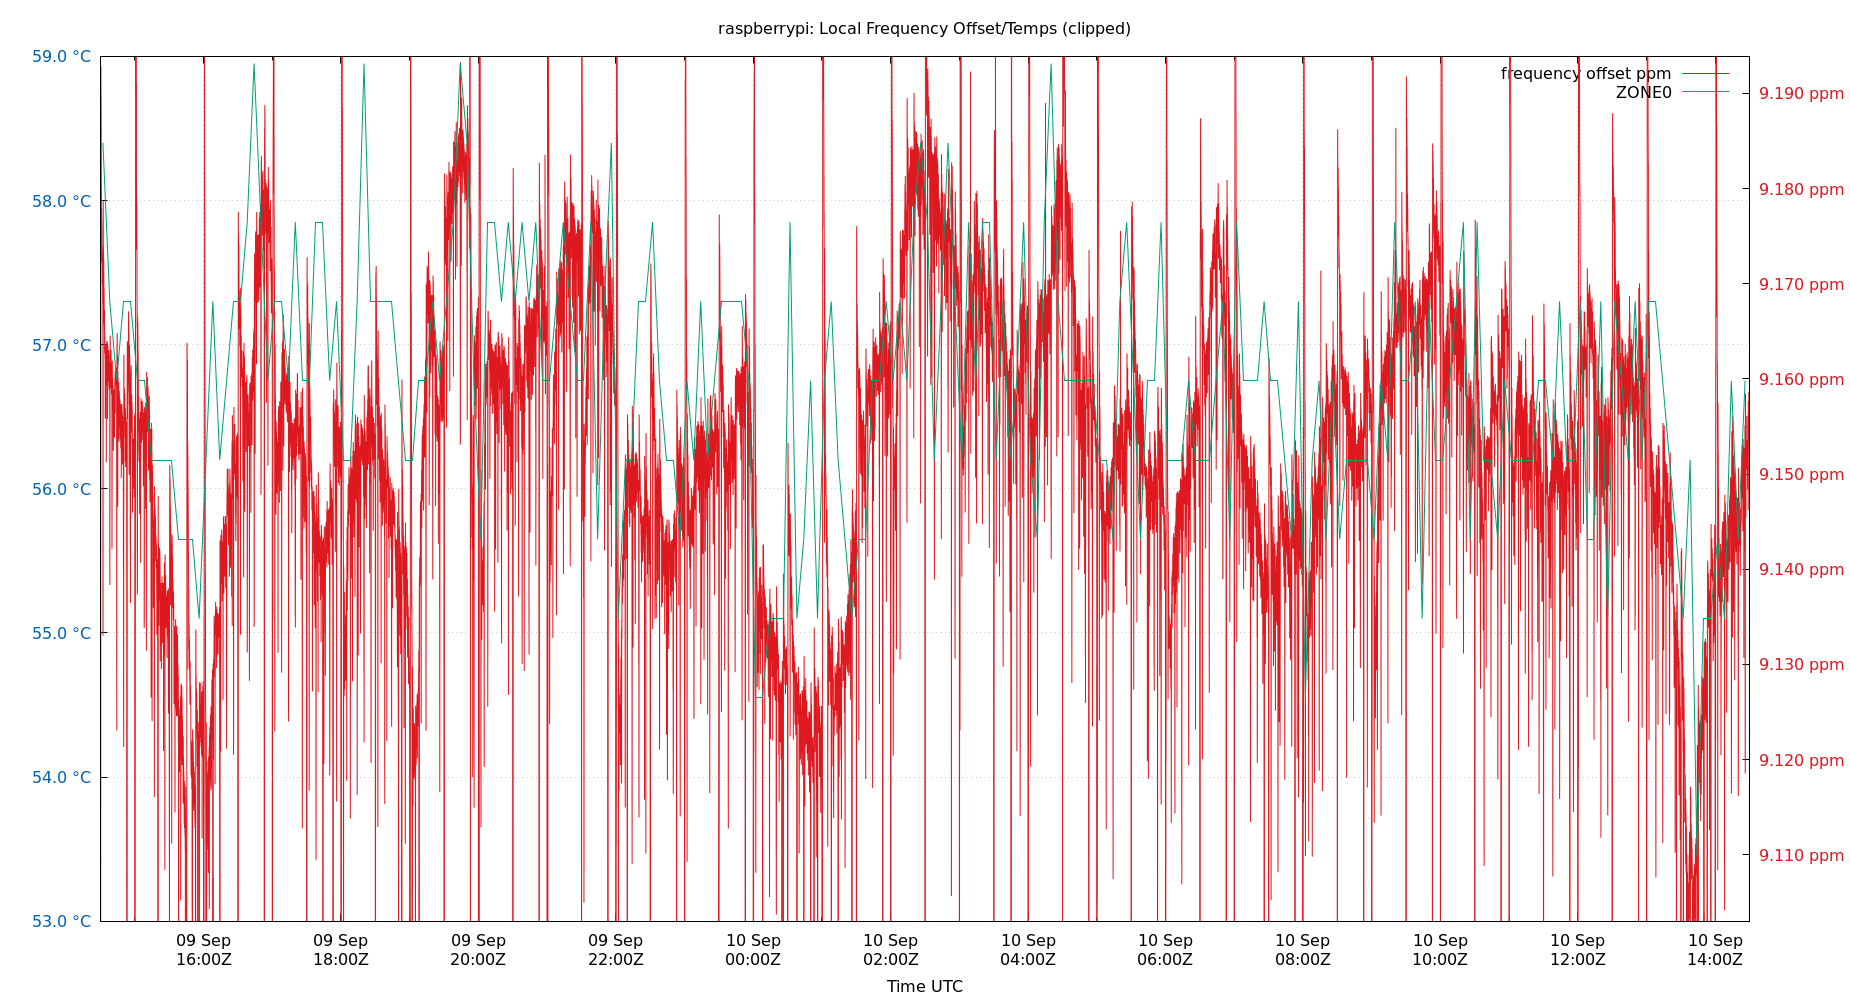 raspberrypi: Local Frequency Offset/Temps (clipped)
59.0 °C
58.0 °C
57.0 °C
56.0 °C
55.0 °C
54.0 °C
53.0 °C
frequency offset ppm
ZONE0
9.190 ppm
9.180 ppm
9.170 ppm
9.160 ppm
9.150 ppm
9.140 ppm
9.130 ppm
9.120 ppm
9.110 ppm
09 Sep
16:00Z
09 Sep
18:00Z
09 Sep
20:00Z
09 Sep
22:00Z
10 Sep
00:00Z
10 Sep
02:00Z
10 Sep
04:00Z
10 Sep
06:00Z
10 Sep
08:00Z
10 Sep
10:00Z
10 Sep
12:00Z
10 Sep
14:00Z
Time UTC